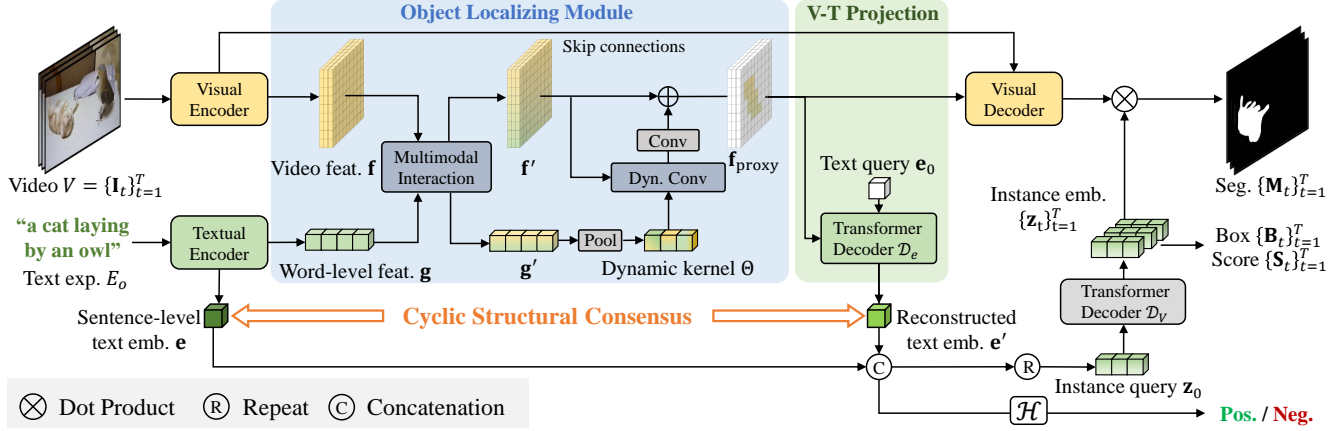 Object Localizing Module
V-T Projection
Skip connections
Visual
Encoder
Visual
Decoder
Conv
Video feat. f
Multimodal
Interaction
f′
Dyn. Conv
f_proxy
Text query e₀
Video V = {I_t}_{t=1}^T
Seg. {M_t}_{t=1}^T
Instance emb.
{z_t}_{t=1}^T
“a cat laying
by an owl”
Text exp. E_o
Textual
Encoder
Pool
Transformer
Decoder 𝒟_e
Word-level feat. g
g′
Dynamic kernel Θ
Box {B_t}_{t=1}^T
Score {S_t}_{t=1}^T
Transformer
Decoder 𝒟_V
Sentence-level
text emb. e
Cyclic Structural Consensus
Reconstructed
text emb. e′
C
R
Instance query z₀
Dot Product
R Repeat
C Concatenation
ℋ
Pos. / Neg.